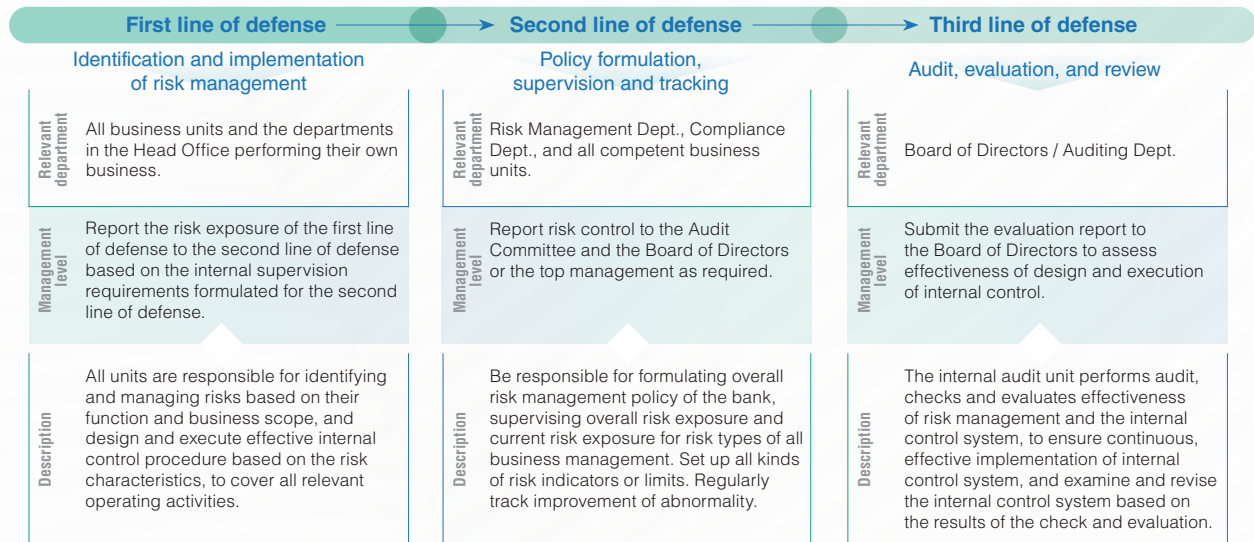 First line of defense
Second line of defense
Third line of defense
Identification and implementation
of risk management
Policy formulation,
supervision and tracking
Audit, evaluation, and review
Relevant
department
All business units and the departments
in the Head Office performing their own
business.
Relevant
department
Risk Management Dept., Compliance
Dept., and all competent business
units.
Relevant
department
Board of Directors / Auditing Dept.
Management
level
Report the risk exposure of the first line
of defense to the second line of defense
based on the internal supervision
requirements formulated for the second
line of defense.
Management
level
Report risk control to the Audit
Committee and the Board of Directors
or the top management as required.
Management
level
Submit the evaluation report to
the Board of Directors to assess
effectiveness of design and execution
of internal control.
Description
All units are responsible for identifying
and managing risks based on their
function and business scope, and
design and execute effective internal
control procedure based on the risk
characteristics, to cover all relevant
operating activities.
Description
Be responsible for formulating overall
risk management policy of the bank,
supervising overall risk exposure and
current risk exposure for risk types of all
business management. Set up all kinds
of risk indicators or limits. Regularly
track improvement of abnormality.
Description
The internal audit unit performs audit,
checks and evaluates effectiveness
of risk management and the internal
control system, to ensure continuous,
effective implementation of internal
control system, and examine and revise
the internal control system based on
the results of the check and evaluation.